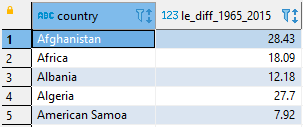 ABC country 123 le_diff_1965_2015
1 Afghanistan 28.43
2 Africa 18.09
3 Albania 12.18
4 Algeria 27.7
5 American Samoa 7.92